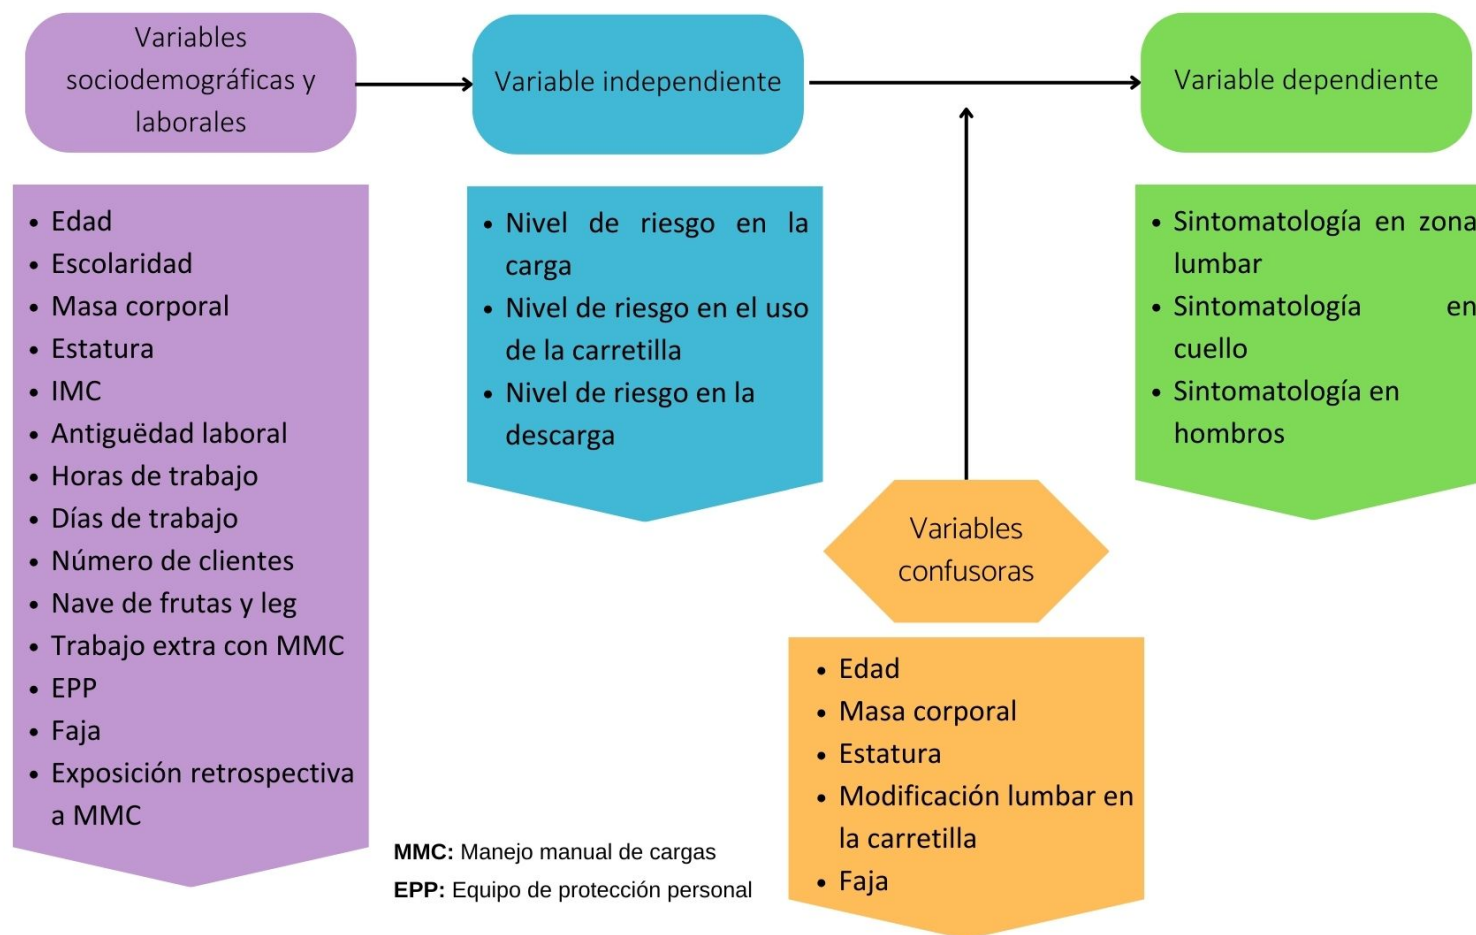 Variables
sociodemográficas y
laborales
Variable independiente
Variable dependiente
• Edad
• Escolaridad
• Masa corporal
• Estatura
• IMC
• Antiguëdad laboral
• Horas de trabajo
• Días de trabajo
• Número de clientes
• Nave de frutas y leg
• Trabajo extra con MMC
• EPP
• Faja
• Exposición retrospectiva
a MMC
• Nivel de riesgo en la
carga
• Nivel de riesgo en el uso
de la carretilla
• Nivel de riesgo en la
descarga
• Sintomatología en zona
lumbar
• Sintomatología en
cuello
• Sintomatología en
hombros
Variables
confusoras
• Edad
• Masa corporal
• Estatura
• Modificación lumbar en
la carretilla
• Faja
MMC: Manejo manual de cargas
EPP: Equipo de protección personal